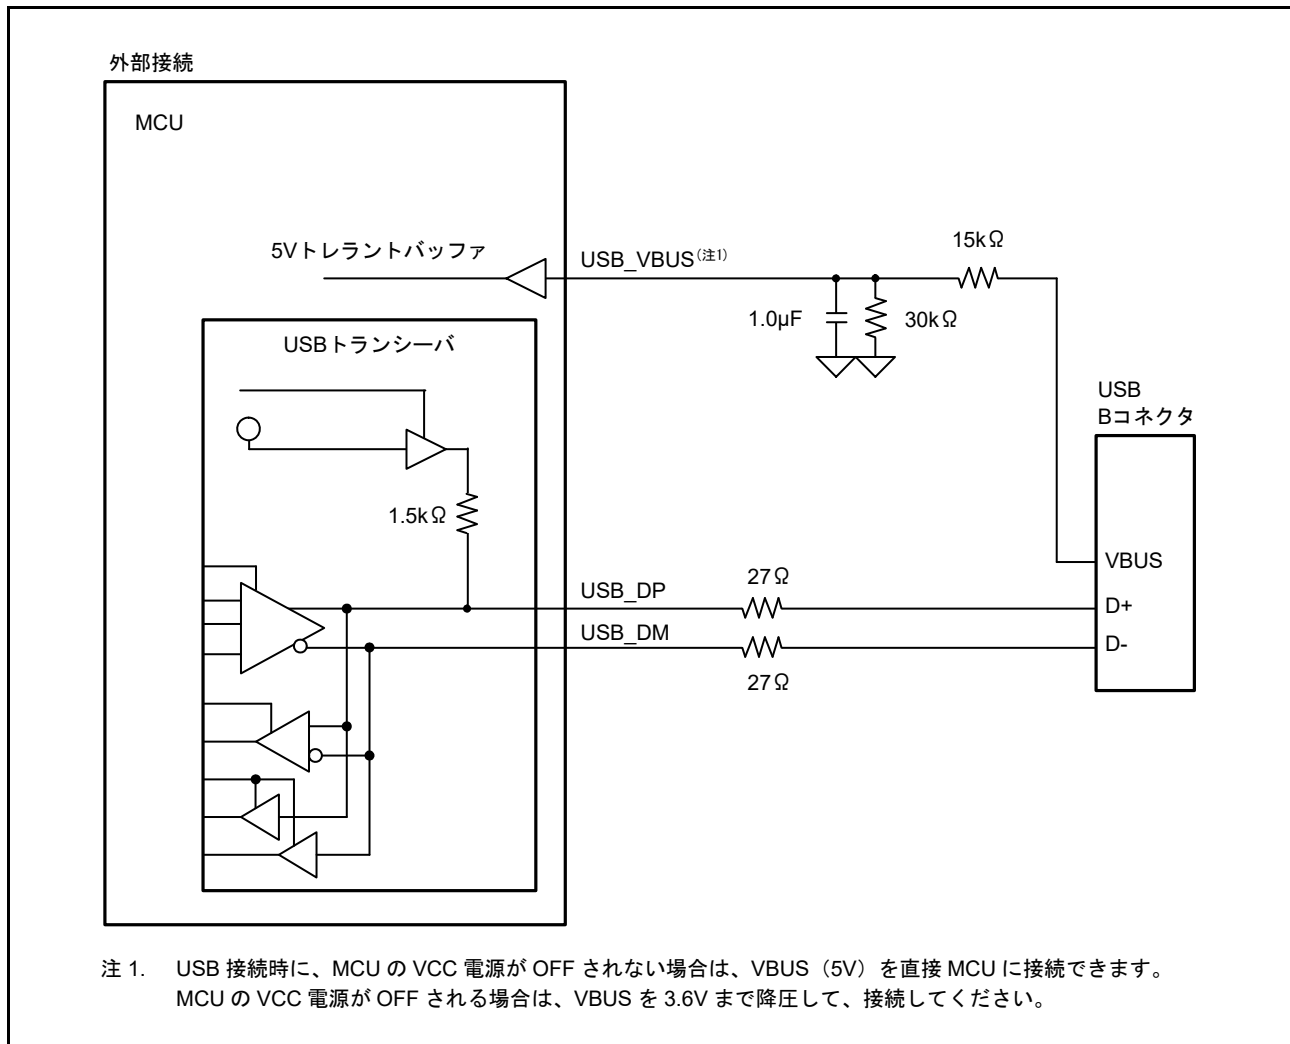 外部接続
MCU
5Vトレラントバッファ
USB_VBUS(注1)
15kΩ
1.0μF
30kΩ
USBトランシーバ
USB
Bコネクタ
1.5kΩ
VBUS
USB_DP
27Ω
D+
USB_DM
D-
27Ω
注 1. USB 接続時に、MCU の VCC 電源が OFF されない場合は、VBUS（5V）を直接 MCU に接続できます。
MCU の VCC 電源が OFF される場合は、VBUS を 3.6V まで降圧して、接続してください。